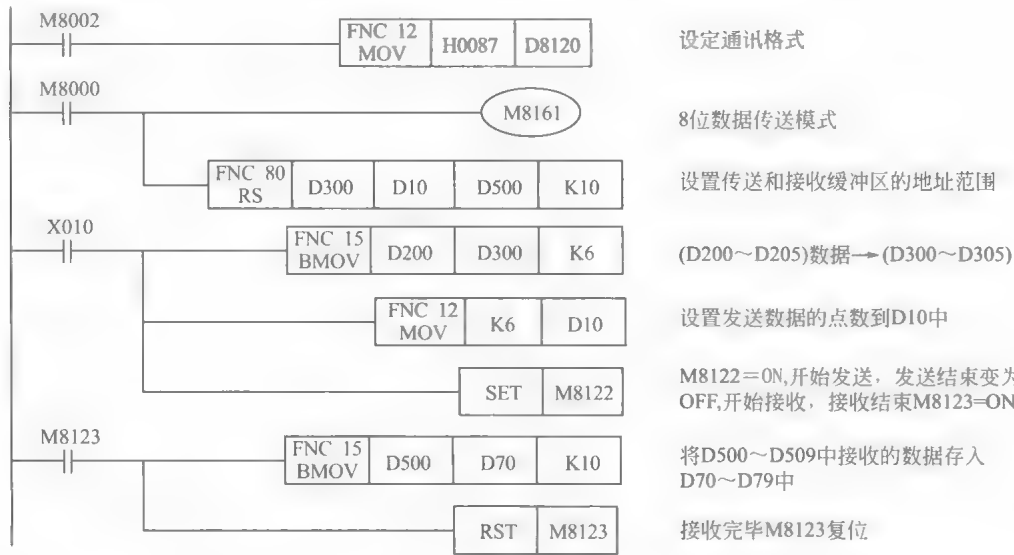 M8002
FNC 12
MOV
H0087
D8120
设定通讯格式
M8000
M8161
8位数据传送模式
FNC 80
RS
D300
D10
D500
K10
设置传送和接收缓冲区的地址范围
X010
FNC 15
BMOV
D200
D300
K6
(D200～D205)数据→(D300～D305)
FNC 12
MOV
K6
D10
设置发送数据的点数到D10中
SET
M8122
M8122=ON,开始发送，发送结束变为
OFF,开始接收，接收结束M8123=ON
M8123
FNC 15
BMOV
D500
D70
K10
将D500～D509中接收的数据存入
D70～D79中
RST
M8123
接收完毕M8123复位